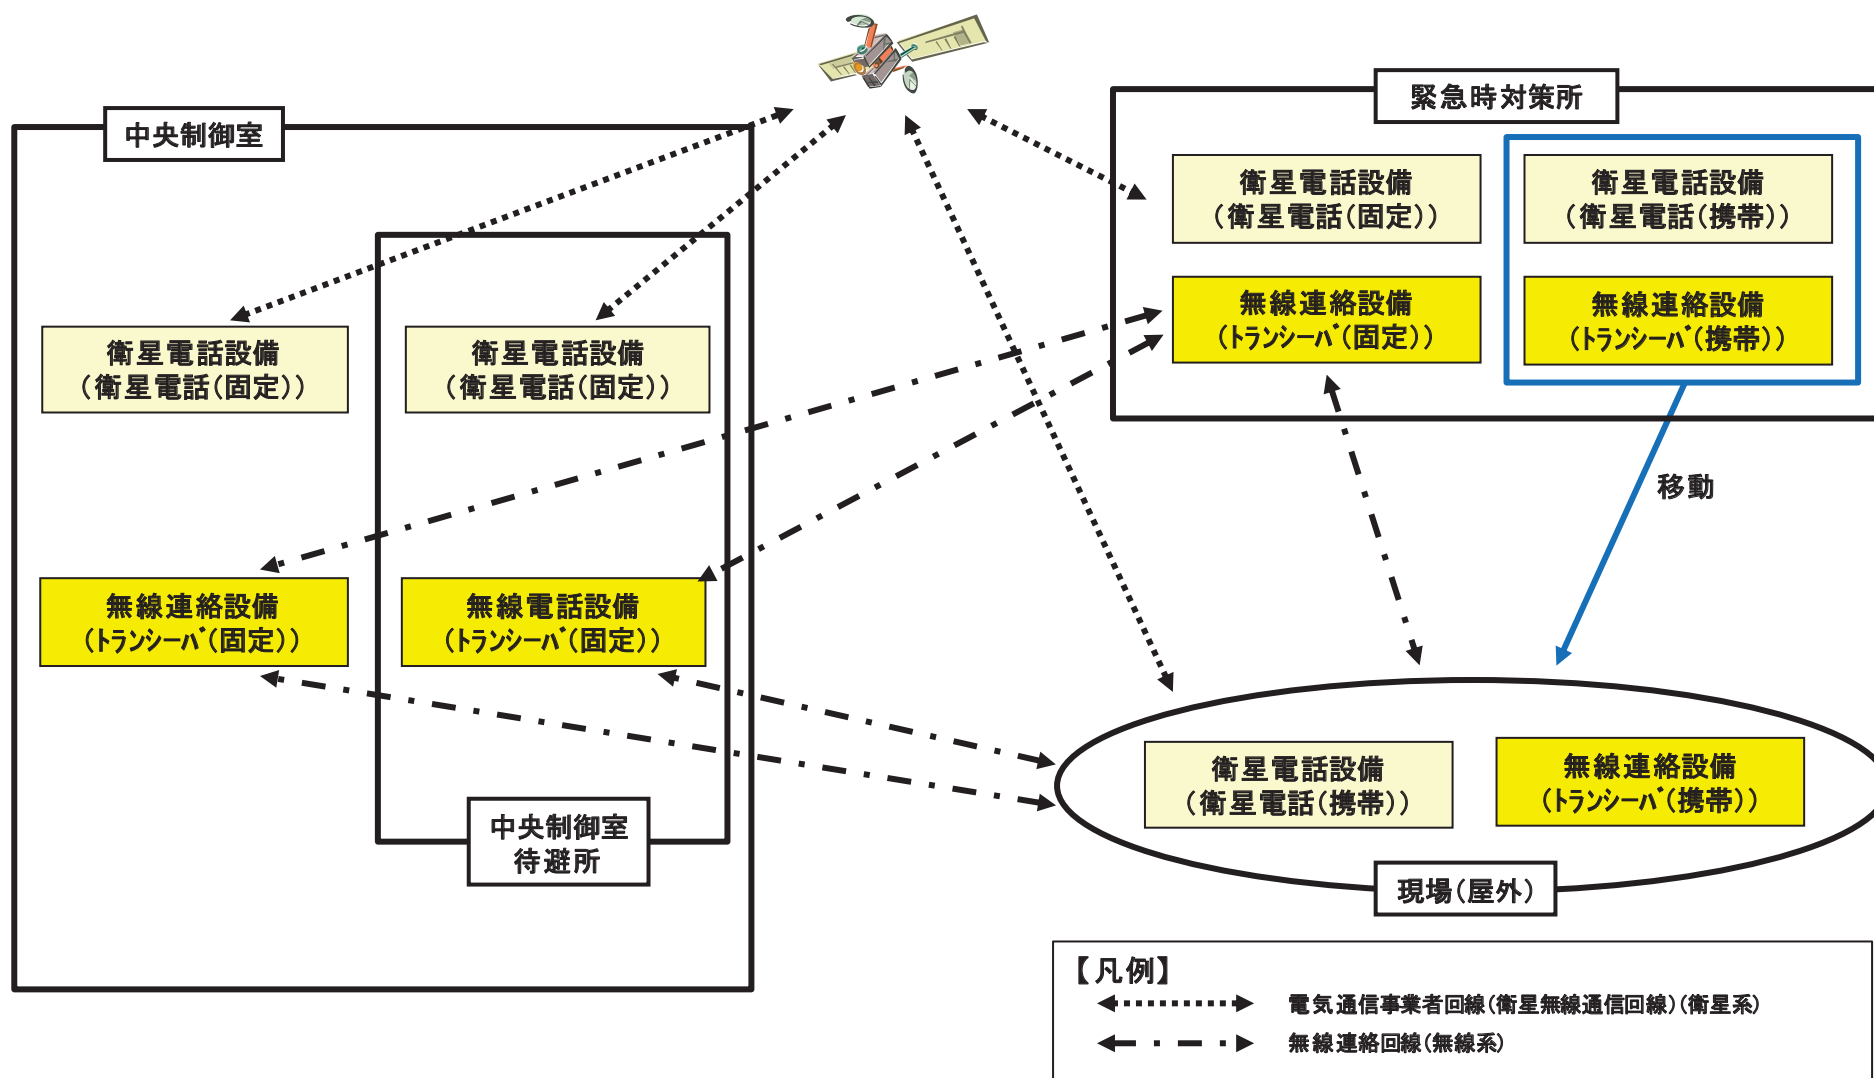 中央制御室
衛星電話設備
(衛星電話(固定))
衛星電話設備
(衛星電話(固定))
無線連絡設備
(ﾄﾗﾝｼｰﾊﾞ(固定))
無線電話設備
(ﾄﾗﾝｼｰﾊﾞ(固定))
中央制御室
待避所
緊急時対策所
衛星電話設備
(衛星電話(固定))
衛星電話設備
(衛星電話(携帯))
無線連絡設備
(ﾄﾗﾝｼｰﾊﾞ(固定))
無線連絡設備
(ﾄﾗﾝｼｰﾊﾞ(携帯))
移動
衛星電話設備
(衛星電話(携帯))
無線連絡設備
(ﾄﾗﾝｼｰﾊﾞ(携帯))
現場(屋外)
【凡例】
電気通信事業者回線(衛星無線通信回線)(衛星系)
無線連絡回線(無線系)